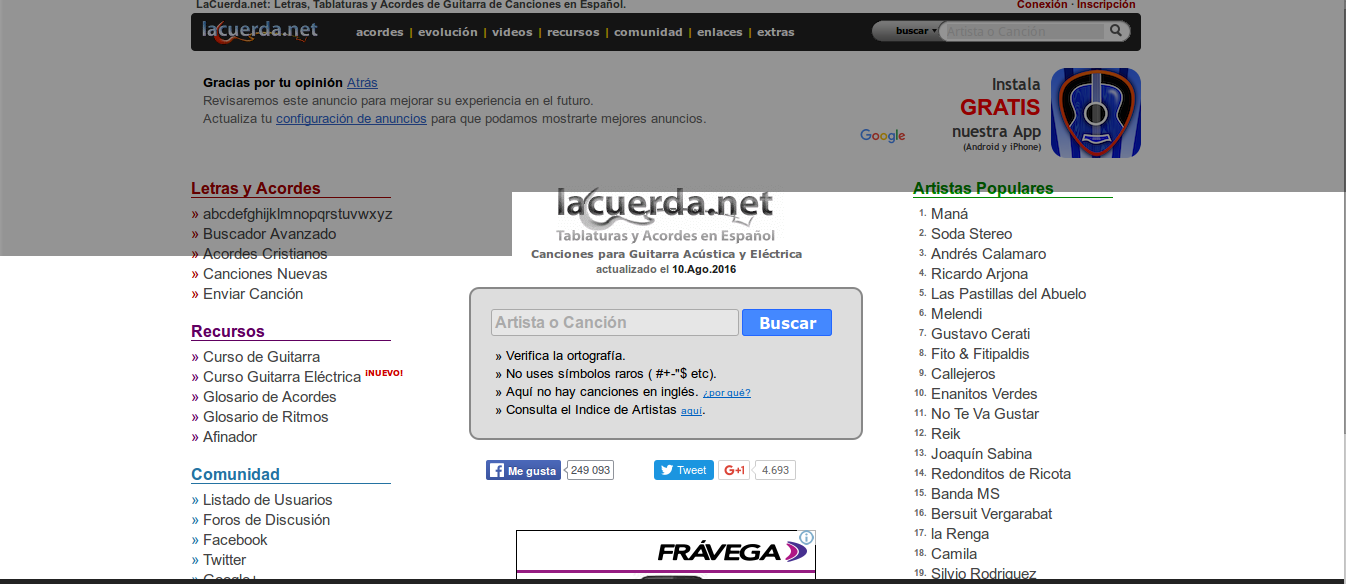 LaCuerda.net: Letras, Tablaturas y Acordes de Guitarra de Canciones en Español.
Conexión · Inscripción
lacuerda.net
acordes | evolución | videos | recursos | comunidad | enlaces | extras
buscar
Artista o Canción
Gracias por tu opinión Atrás
Revisaremos este anuncio para mejorar su experiencia en el futuro.
Actualiza tu configuración de anuncios para que podamos mostrarte mejores anuncios.
Google
Instala
GRATIS
nuestra App
(Android y iPhone)
Letras y Acordes
» abcdefghijklmnopqrstuvwxyz
» Buscador Avanzado
» Acordes Cristianos
» Canciones Nuevas
» Enviar Canción
Recursos
» Curso de Guitarra
» Curso Guitarra Eléctrica ¡NUEVO!
» Glosario de Acordes
» Glosario de Ritmos
» Afinador
Comunidad
» Listado de Usuarios
» Foros de Discusión
» Facebook
» Twitter
» Google+
lacuerda.net
Tablaturas y Acordes en Español
Canciones para Guitarra Acústica y Eléctrica
actualizado el 10.Ago.2016
Artista o Canción
Buscar
» Verifica la ortografía.
» No uses símbolos raros ( #+-"$ etc).
» Aquí no hay canciones en inglés. ¿por qué?
» Consulta el Indice de Artistas aquí.
Me gusta
249 093
Tweet
G+1
4.693
FRÁVEGA
Artistas Populares
1. Maná
2. Soda Stereo
3. Andrés Calamaro
4. Ricardo Arjona
5. Las Pastillas del Abuelo
6. Melendi
7. Gustavo Cerati
8. Fito & Fitipaldis
9. Callejeros
10. Enanitos Verdes
11. No Te Va Gustar
12. Reik
13. Joaquín Sabina
14. Redonditos de Ricota
15. Banda MS
16. Bersuit Vergarabat
17. la Renga
18. Camila
19. Silvio Rodriguez